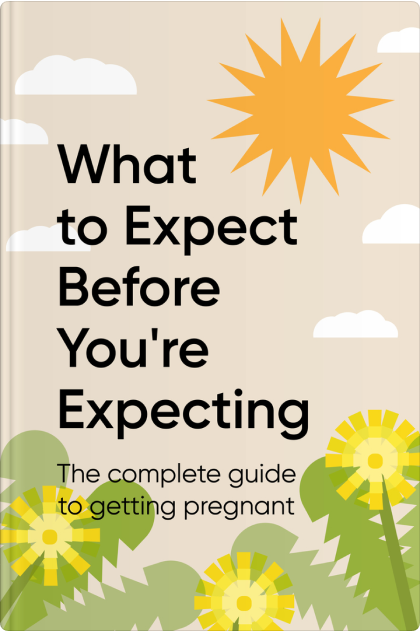 What
to Expect
Before
You're
Expecting
The complete guide
to getting pregnant